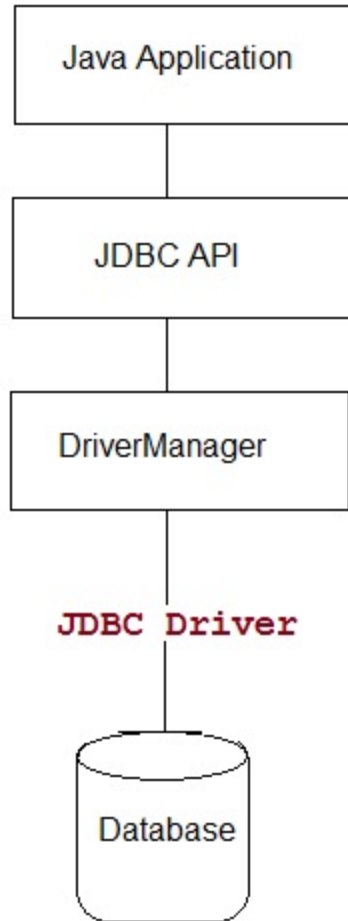 Java Application
JDBC API
DriverManager
JDBC Driver
Database